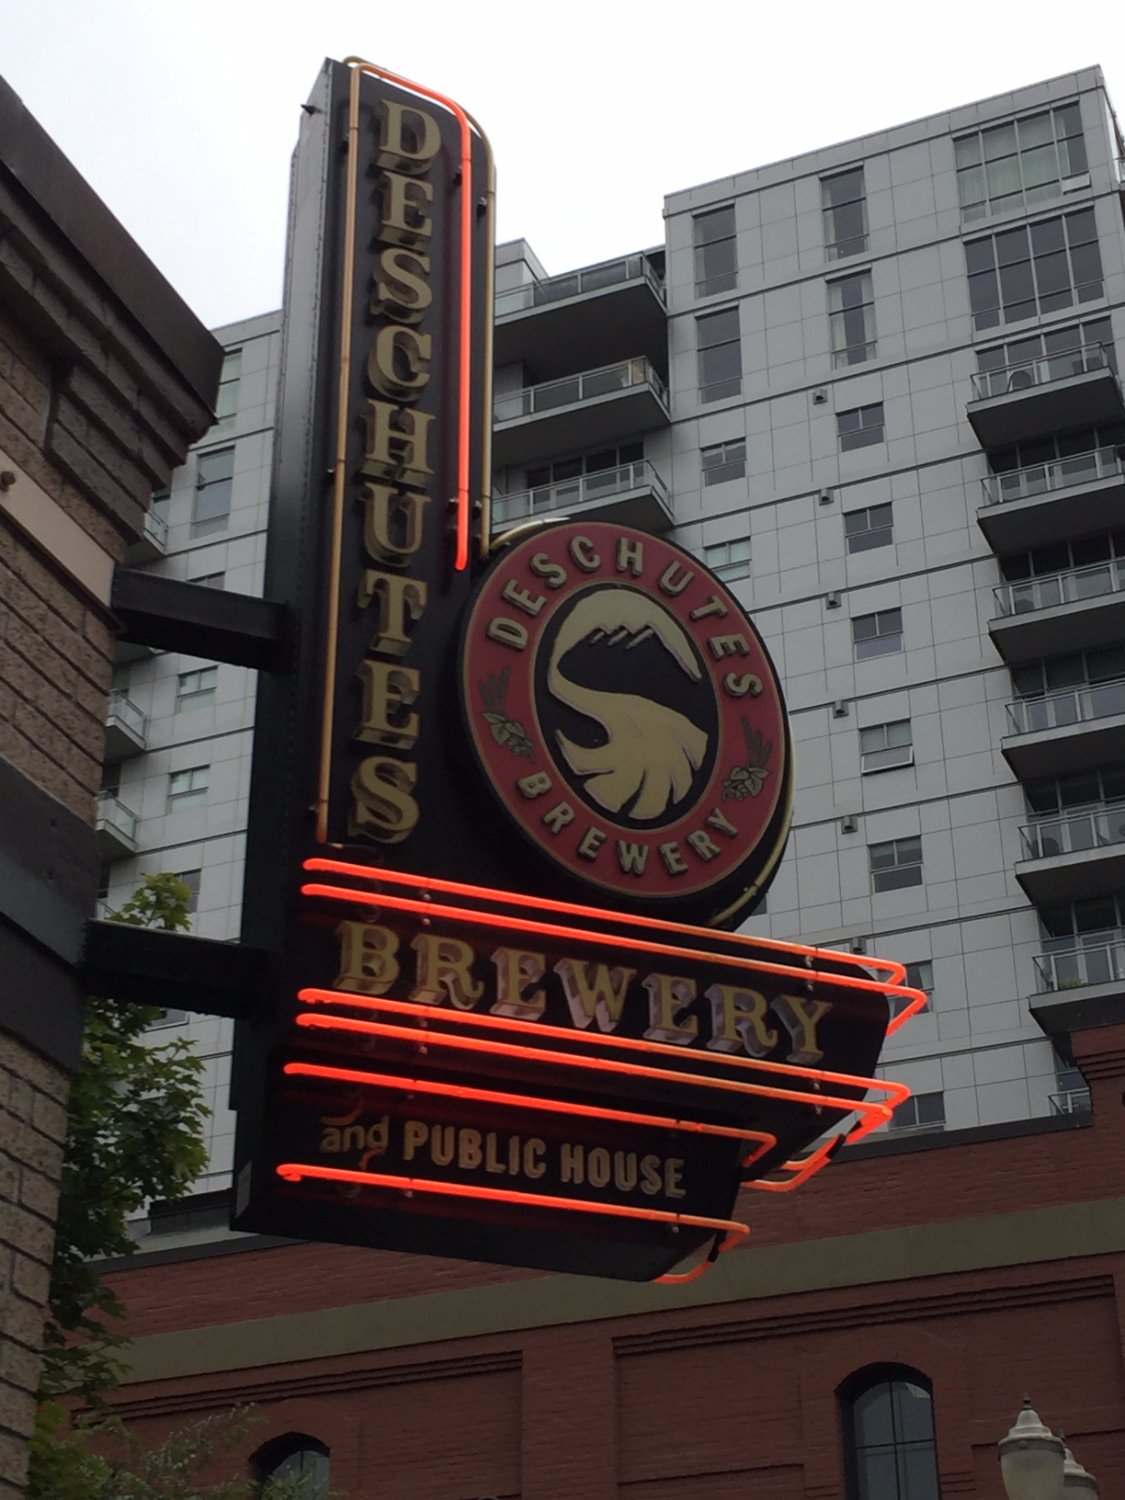 DESCHUTES
DESCHUTES
BREWERY
BREWERY
and PUBLIC HOUSE